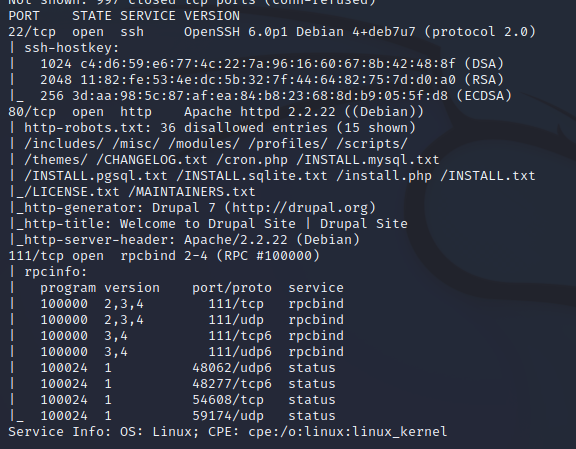 Not shown: 997 closed tcp ports (conn-refused)
PORT    STATE SERVICE VERSION
22/tcp  open  ssh     OpenSSH 6.0p1 Debian 4+deb7u7 (protocol 2.0)
| ssh-hostkey:
|   1024 c4:d6:59:e6:77:4c:22:7a:96:16:60:67:8b:42:48:8f (DSA)
|   2048 11:82:fe:53:4e:dc:5b:32:7f:44:64:82:75:7d:d0:a0 (RSA)
|_  256 3d:aa:98:5c:87:af:ea:84:b8:23:68:8d:b9:05:5f:d8 (ECDSA)
80/tcp  open  http    Apache httpd 2.2.22 ((Debian))
| http-robots.txt: 36 disallowed entries (15 shown)
| /includes/ /misc/ /modules/ /profiles/ /scripts/
| /themes/ /CHANGELOG.txt /cron.php /INSTALL.mysql.txt
| /INSTALL.pgsql.txt /INSTALL.sqlite.txt /install.php /INSTALL.txt
|_/LICENSE.txt /MAINTAINERS.txt
|_http-generator: Drupal 7 (http://drupal.org)
|_http-title: Welcome to Drupal Site | Drupal Site
|_http-server-header: Apache/2.2.22 (Debian)
111/tcp open  rpcbind 2-4 (RPC #100000)
| rpcinfo:
|   program version    port/proto  service
|   100000  2,3,4        111/tcp   rpcbind
|   100000  2,3,4        111/udp   rpcbind
|   100000  3,4          111/tcp6  rpcbind
|   100000  3,4          111/udp6  rpcbind
|   100024  1          48062/udp6  status
|   100024  1          48277/tcp6  status
|   100024  1          54608/tcp   status
|_  100024  1          59174/udp   status
Service Info: OS: Linux; CPE: cpe:/o:linux:linux_kernel